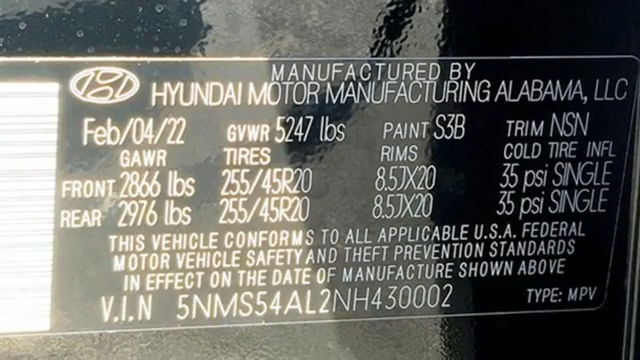 MANUFACTURED BY
HYUNDAI MOTOR MANUFACTURING ALABAMA, LLC
Feb/04/22 GVWR 5247 lbs PAINT S3B TRIM NSN
GAWR TIRES RIMS COLD TIRE INFL
FRONT 2866 lbs 255/45R20 8.5JX20 35 psi SINGLE
REAR 2976 lbs 255/45R20 8.5JX20 35 psi SINGLE
THIS VEHICLE CONFORMS TO ALL APPLICABLE U.S.A. FEDERAL
MOTOR VEHICLE SAFETY AND THEFT PREVENTION STANDARDS
IN EFFECT ON THE DATE OF MANUFACTURE SHOWN ABOVE
V.I.N 5NMS54AL2NH430002 TYPE: MPV